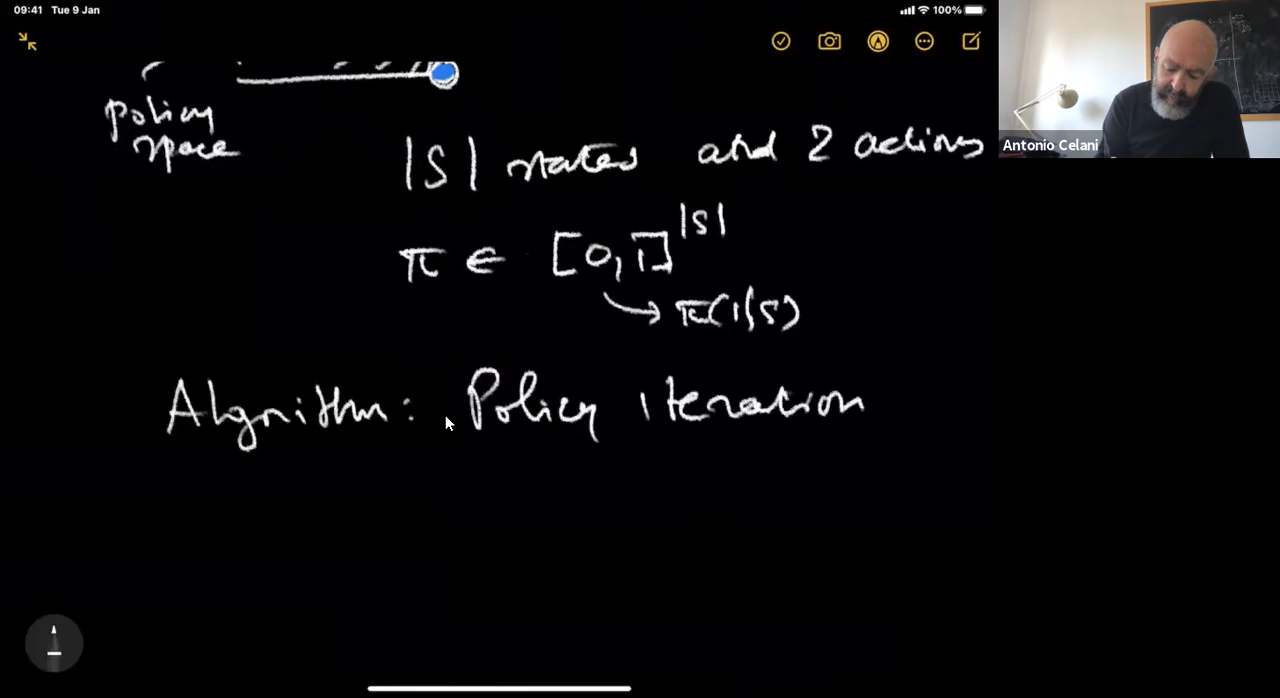 09:41 Tue 9 Jan
100%
Policy
space
|S| states and 2 actions
π ∈ [0,1]^|S|
→ π(1|s)
Algorithm: Policy iteration
Antonio Celani